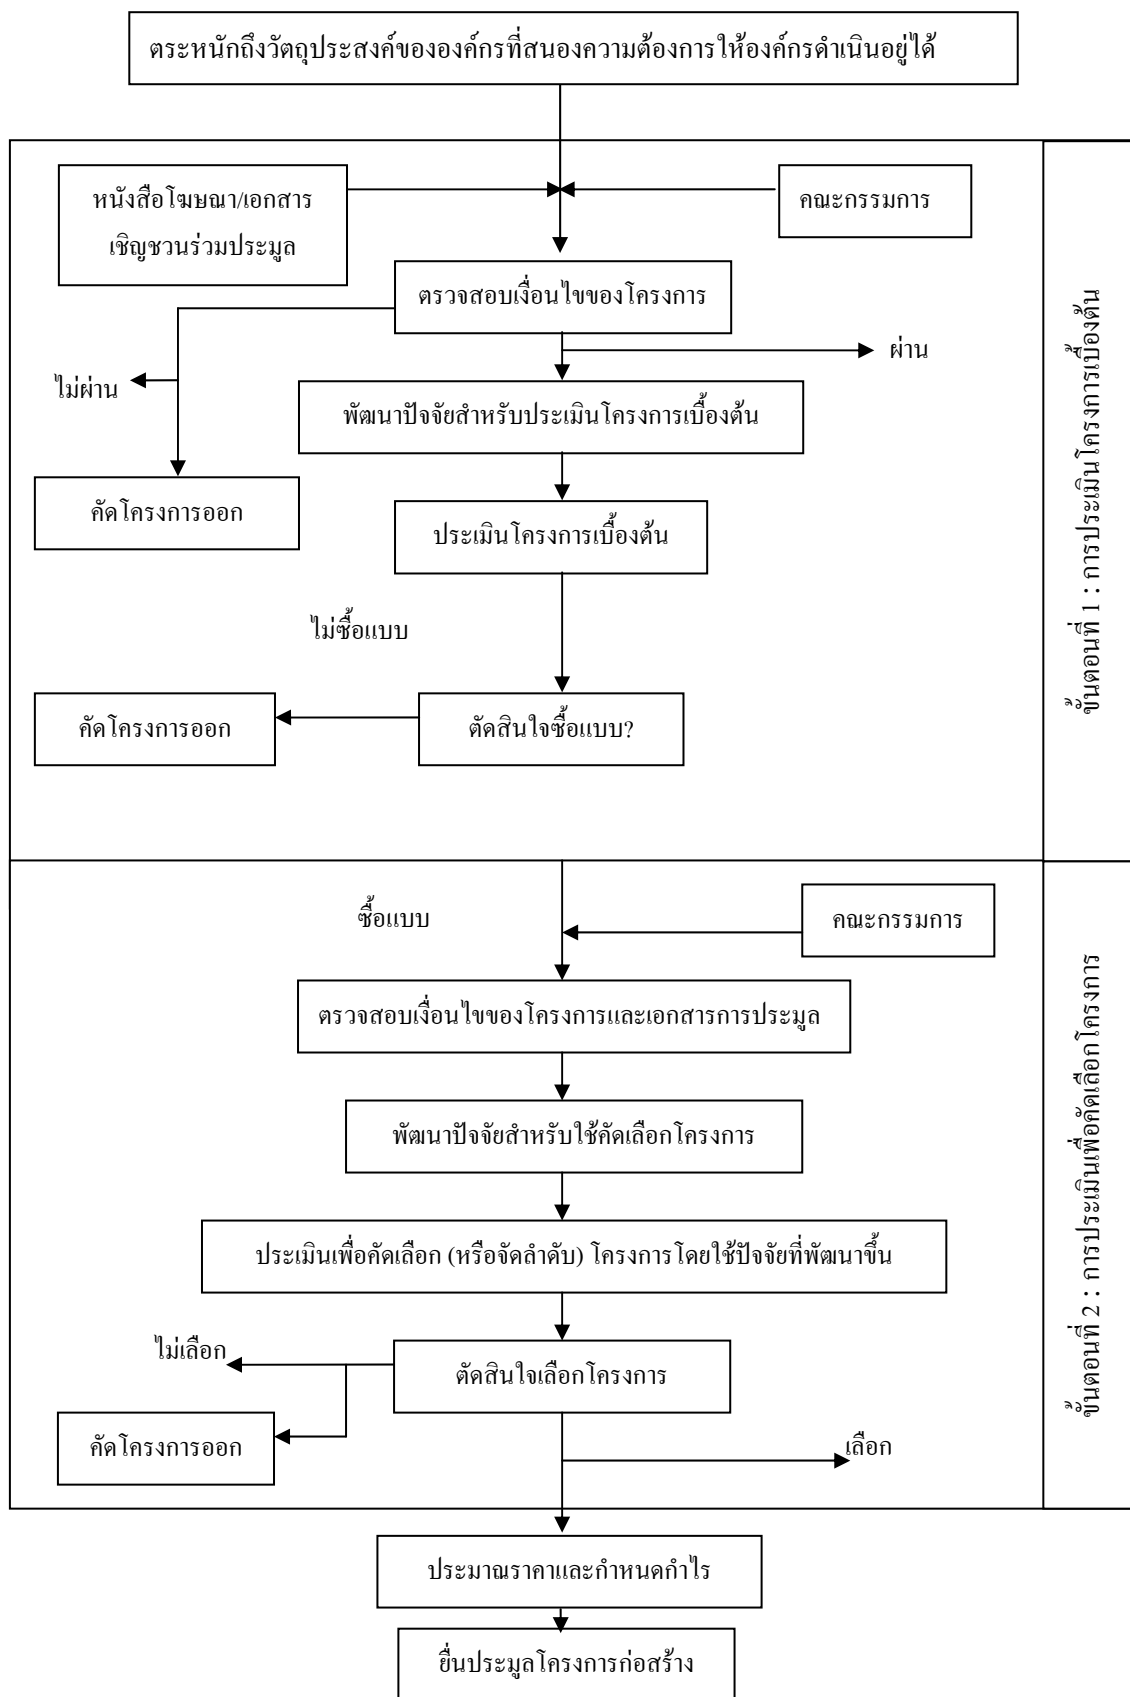 ตระหนักถึงวัตถุประสงค์ขององค์กรที่สนองความต้องการให้องค์กรดำเนินอยู่ได้
หนังสือโฆษณา/เอกสาร
เชิญชวนร่วมประมูล
คณะกรรมการ
ตรวจสอบเงื่อนไขของโครงการ
ผ่าน
ไม่ผ่าน
พัฒนาปัจจัยสำหรับประเมินโครงการเบื้องต้น
คัดโครงการออก
ประเมินโครงการเบื้องต้น
ไม่ซื้อแบบ
คัดโครงการออก
ตัดสินใจซื้อแบบ?
ขั้นตอนที่ 1 : การประเมินโครงการเบื้องต้น
ซื้อแบบ
คณะกรรมการ
ตรวจสอบเงื่อนไขของโครงการและเอกสารการประมูล
พัฒนาปัจจัยสำหรับใช้คัดเลือกโครงการ
ประเมินเพื่อคัดเลือก (หรือจัดลำดับ) โครงการโดยใช้ปัจจัยที่พัฒนาขึ้น
ไม่เลือก
ตัดสินใจเลือกโครงการ
คัดโครงการออก
เลือก
ขั้นตอนที่ 2 : การประเมินเพื่อคัดเลือกโครงการ
ประมาณราคาและกำหนดกำไร
ยื่นประมูลโครงการก่อสร้าง